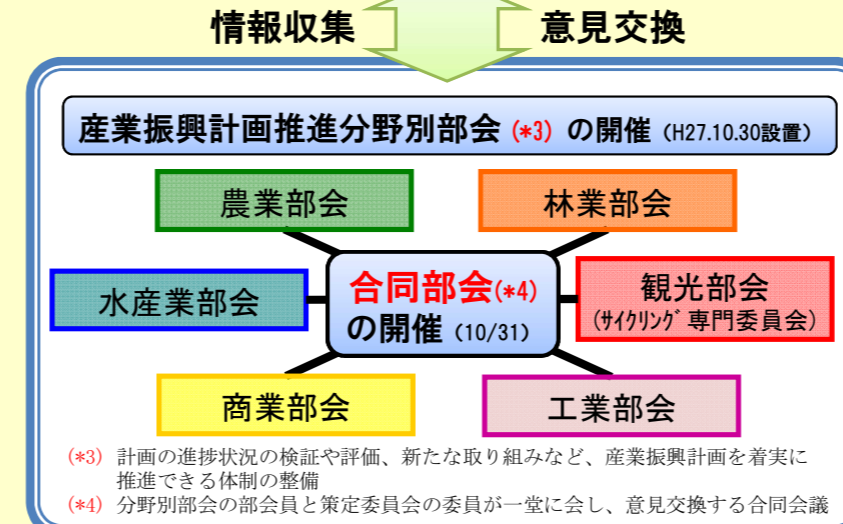 情報収集
意見交換
産業振興計画推進分野別部会 (*3) の開催 (H27.10.30設置)
農業部会
林業部会
水産業部会
合同部会(*4)
の開催 (10/31)
観光部会
(ｻｲｸﾘﾝｸﾞ専門委員会)
商業部会
工業部会
(*3) 計画の進捗状況の検証や評価、新たな取り組みなど、産業振興計画を着実に
推進できる体制の整備
(*4) 分野別部会の部会員と策定委員会の委員が一堂に会し、意見交換する合同会議